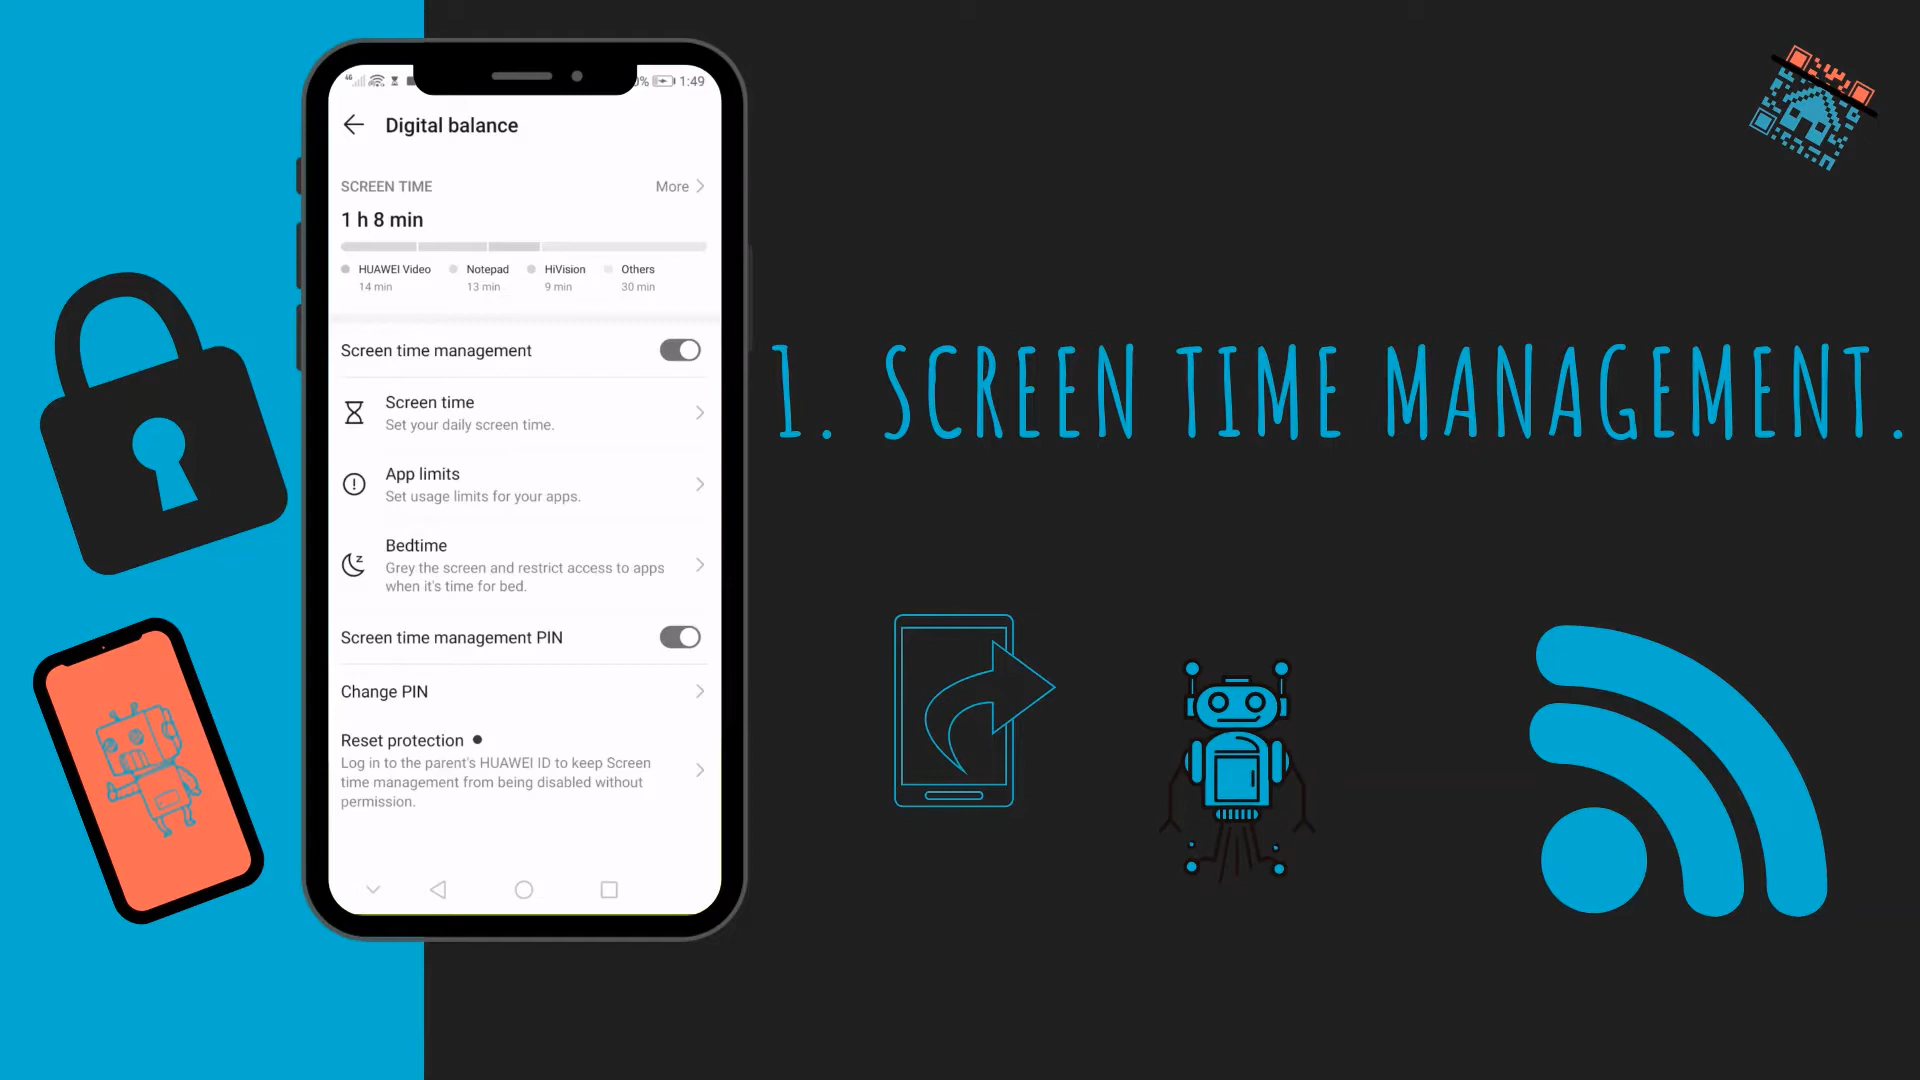 4G
% 1:49
Digital balance
SCREEN TIME
More
1 h 8 min
HUAWEI Video Notepad HiVision Others
14 min 13 min 9 min 30 min
Screen time management
Screen time
Set your daily screen time.
App limits
Set usage limits for your apps.
Bedtime
Grey the screen and restrict access to apps
when it's time for bed.
Screen time management PIN
Change PIN
Reset protection
Log in to the parent's HUAWEI ID to keep Screen
time management from being disabled without
permission.
1. SCREEN TIME MANAGEMENT.